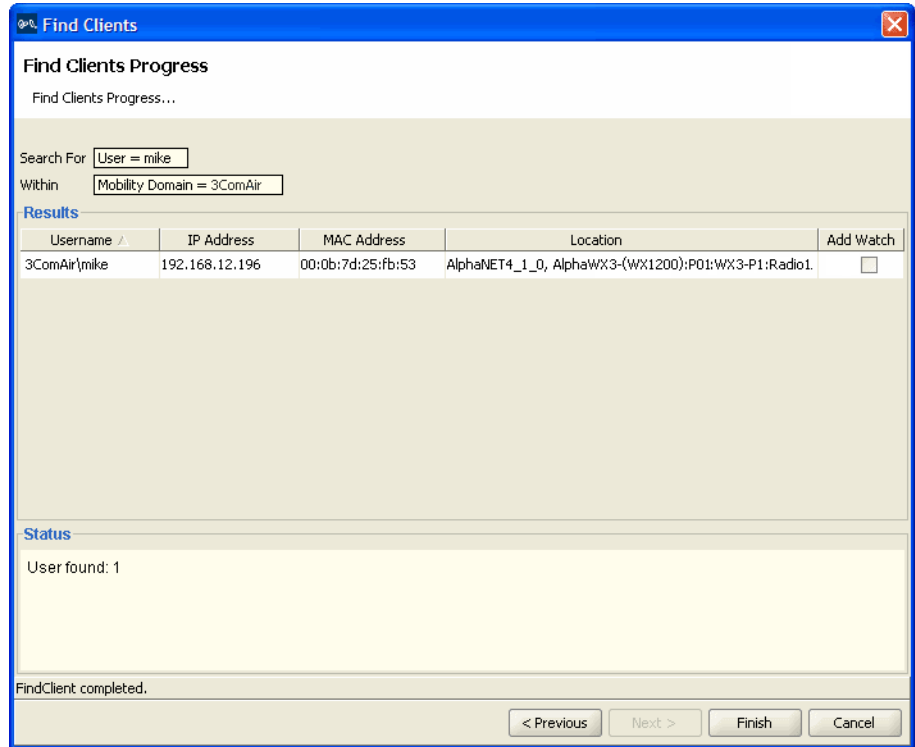 Find Clients
Find Clients Progress
Find Clients Progress...
Search For User = mike
Within Mobility Domain = 3ComAir
Results
Username IP Address MAC Address Location Add Watch
3ComAir\mike 192.168.12.196 00:0b:7d:25:fb:53 AlphaNET4_1_0, AlphaWX3-(WX1200):P01:WX3-P1:Radio1.
Status
User found: 1
FindClient completed.
< Previous Next > Finish Cancel